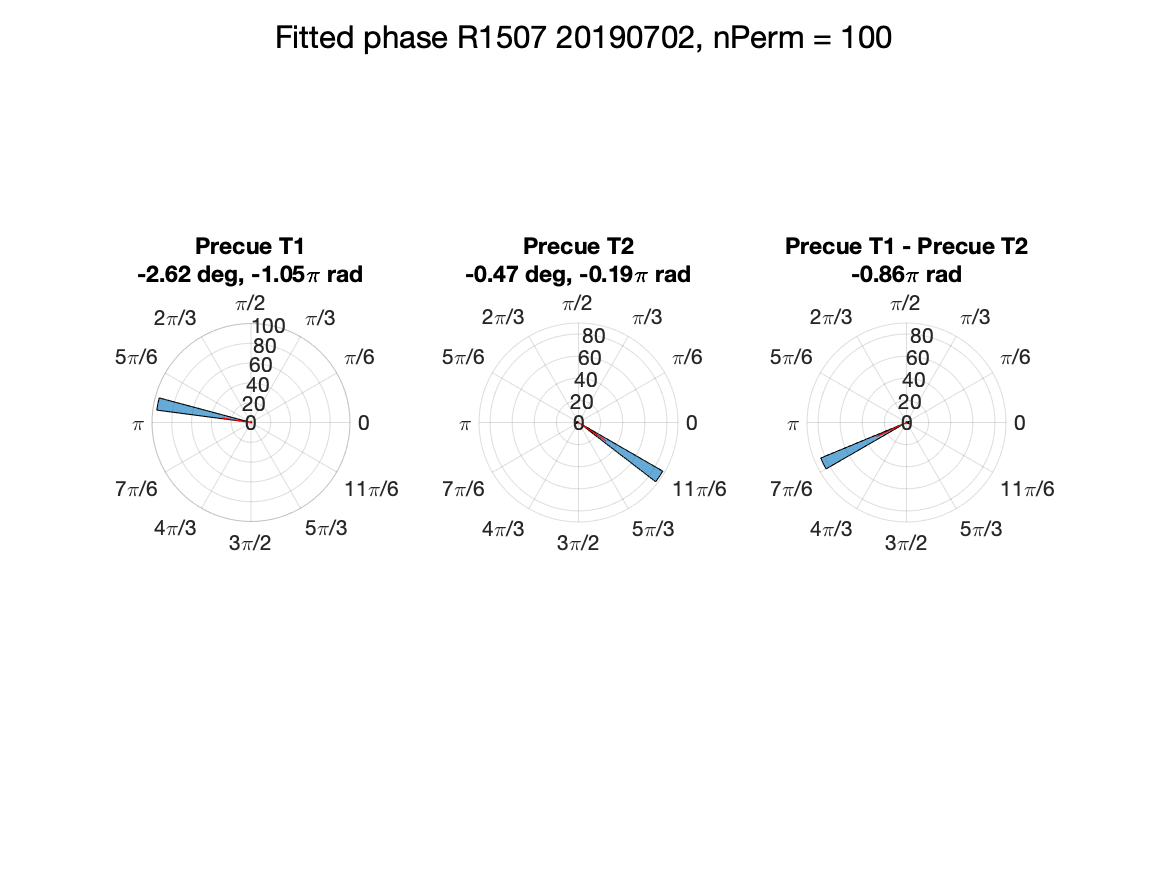 Fitted phase R1507 20190702, nPerm = 100
Precue T1
-2.62 deg, -1.05π rad
π/2
2π/3
π/3
5π/6
π/6
π
0
7π/6
11π/6
4π/3
5π/3
3π/2
100
80
60
40
20
0
Precue T2
-0.47 deg, -0.19π rad
π/2
2π/3
π/3
5π/6
π/6
π
0
7π/6
11π/6
4π/3
5π/3
3π/2
80
60
40
20
0
Precue T1 - Precue T2
-0.86π rad
π/2
2π/3
π/3
5π/6
π/6
π
0
7π/6
11π/6
4π/3
5π/3
3π/2
80
60
40
20
0